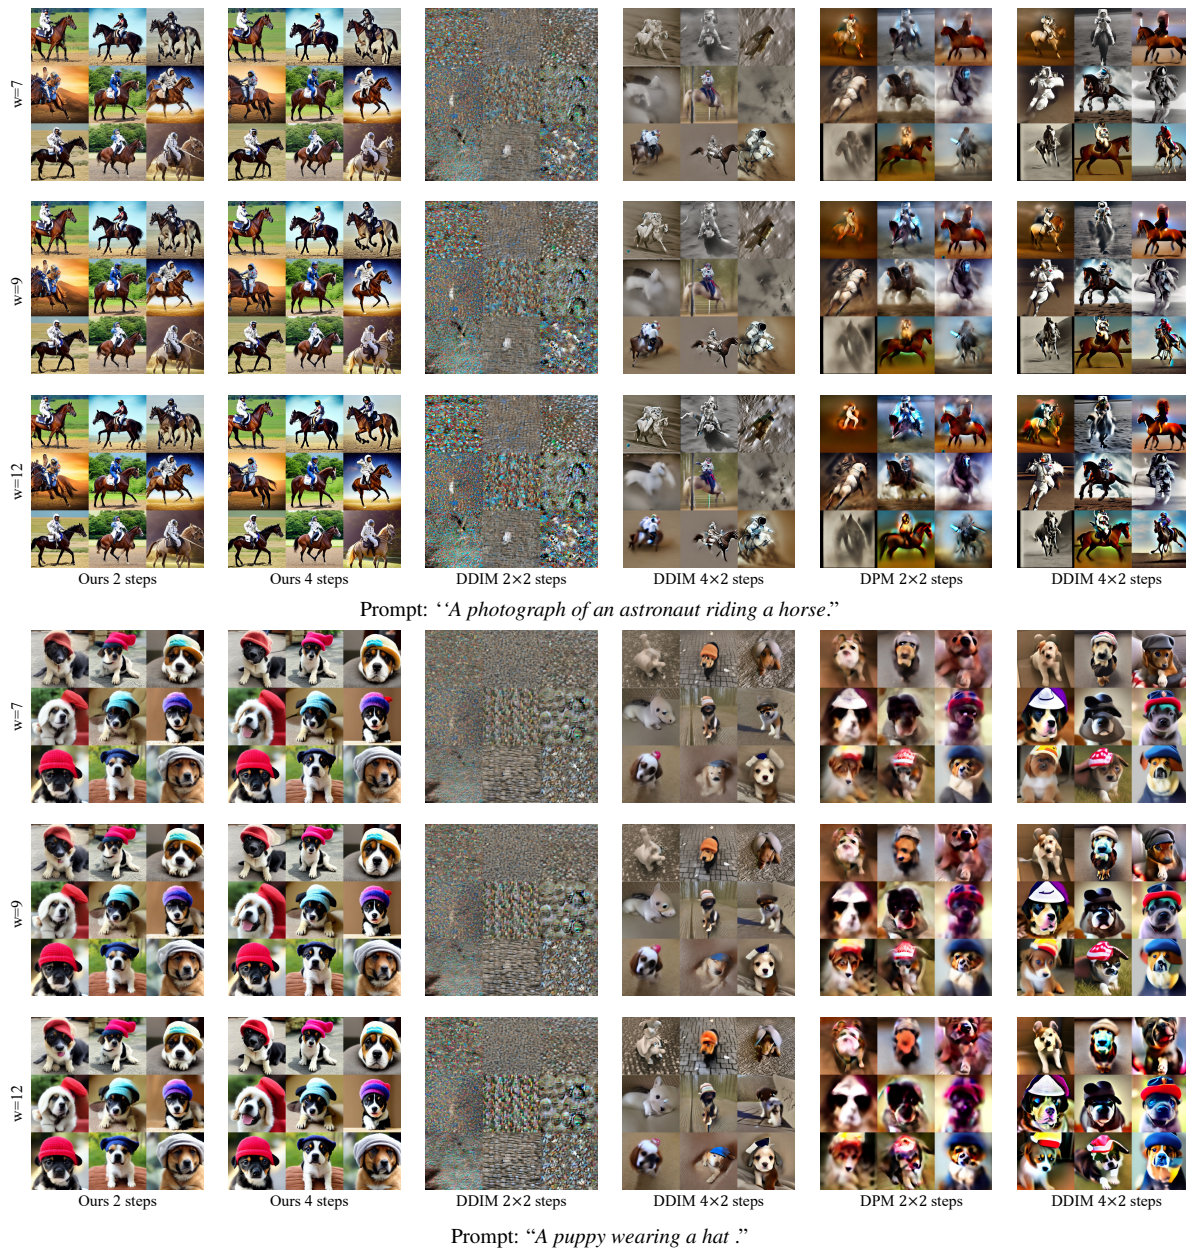 w=7
w=9
w=12
Ours 2 steps
Ours 4 steps
DDIM 2×2 steps
DDIM 4×2 steps
DPM 2×2 steps
DDIM 4×2 steps
Prompt: ‘‘A photograph of an astronaut riding a horse.”
w=7
w=9
w=12
Ours 2 steps
Ours 4 steps
DDIM 2×2 steps
DDIM 4×2 steps
DPM 2×2 steps
DDIM 4×2 steps
Prompt: “A puppy wearing a hat .”